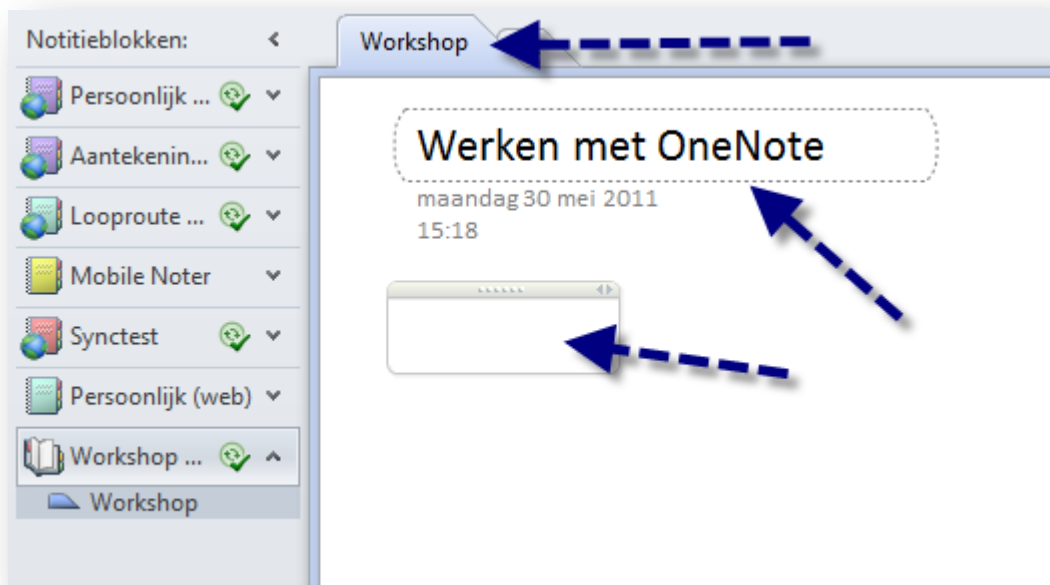 Notitieblokken:
Persoonlijk ...
Aantekenin...
Looproute ...
Mobile Noter
Synctest
Persoonlijk (web)
Workshop ...
Workshop
Workshop
Werken met OneNote
maandag 30 mei 2011
15:18